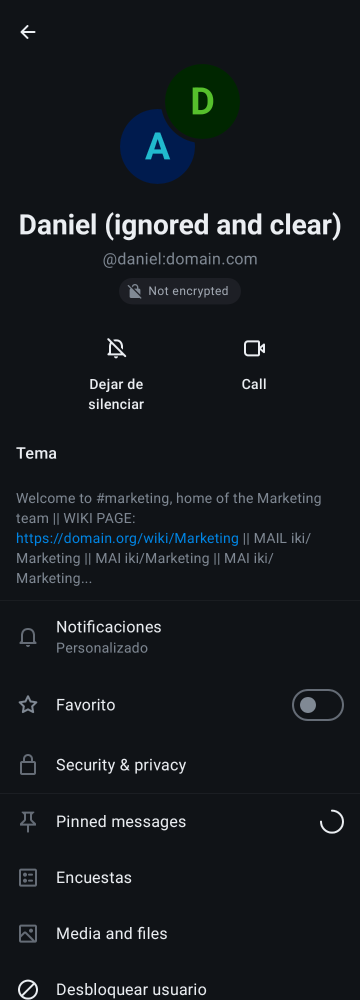 D
A
Daniel (ignored and clear)
@daniel:domain.com
Not encrypted
Dejar de
silenciar
Call
Tema
Welcome to #marketing, home of the Marketing
team || WIKI PAGE:
https://domain.org/wiki/Marketing || MAIL iki/
Marketing || MAI iki/Marketing || MAI iki/
Marketing...
Notificaciones
Personalizado
Favorito
Security & privacy
Pinned messages
Encuestas
Media and files
Desbloquear usuario